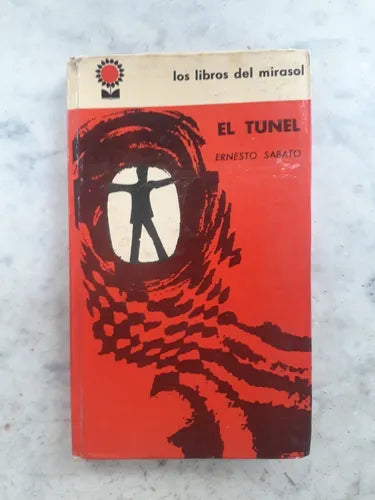 los libros del mirasol
EL TUNEL
ERNESTO SABATO